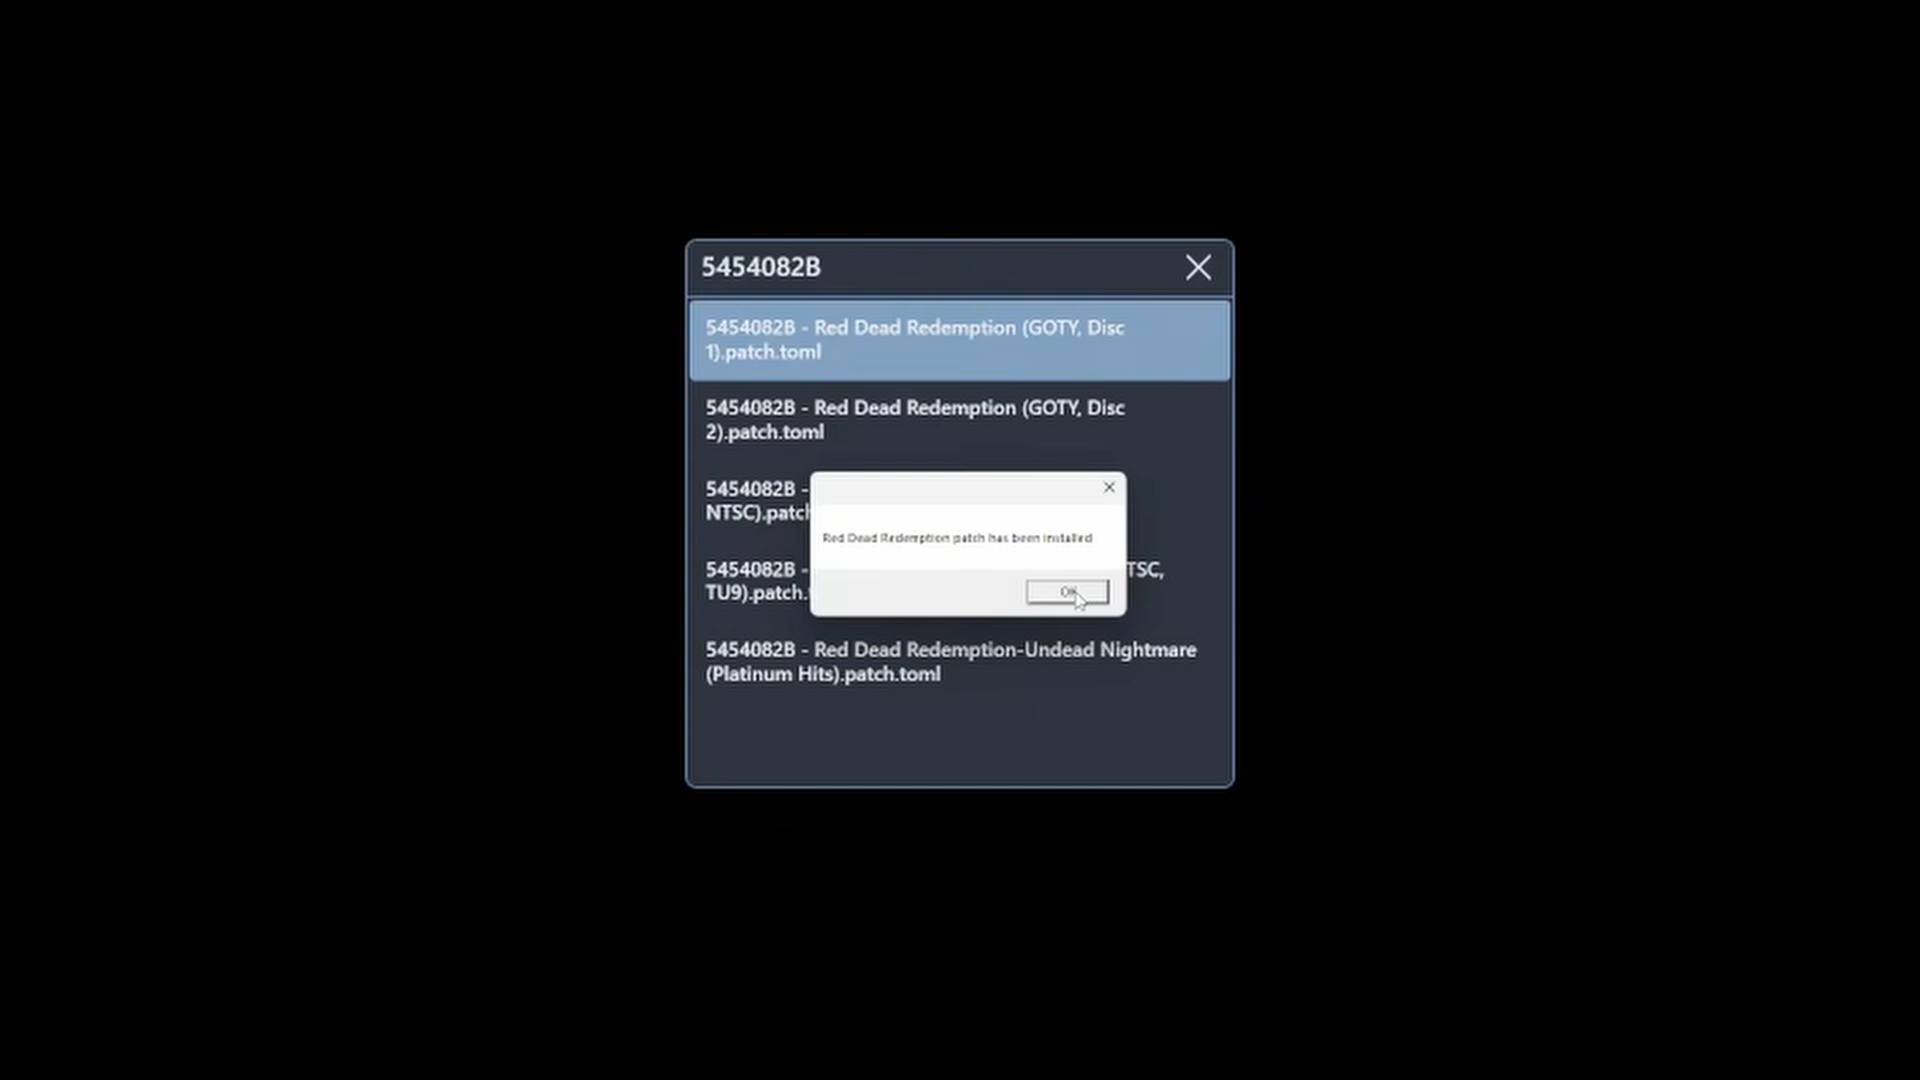 5454082B
5454082B - Red Dead Redemption (GOTY, Disc
1).patch.toml
5454082B - Red Dead Redemption (GOTY, Disc
2).patch.toml
5454082B -
NTSC).patch
Red Dead Redemption patch has been installed
5454082B - TSC,
TU9).patch.
OK
5454082B - Red Dead Redemption-Undead Nightmare
(Platinum Hits).patch.toml